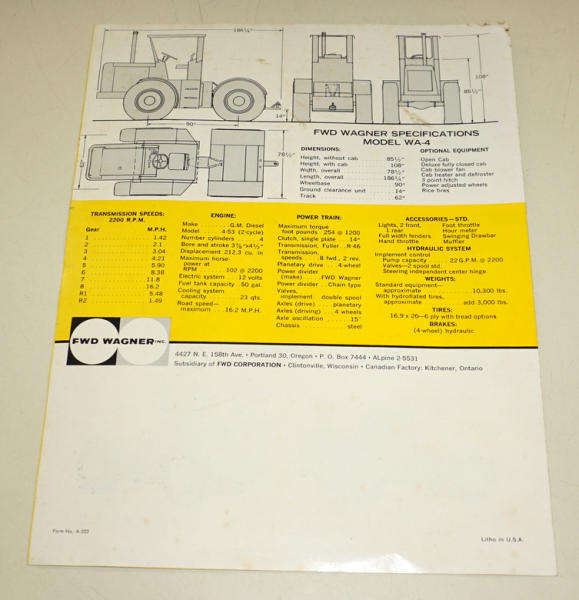 186¼"
14"
90"
62"
78½"
108"
85½"
FWD WAGNER SPECIFICATIONS
MODEL WA-4
DIMENSIONS:
Height, without cab 85½"
Height, with cab 108"
Width, overall 78½"
Length, overall 186¼"
Wheelbase 90"
Ground clearance unit 14"
Track 62"
OPTIONAL EQUIPMENT
Open Cab
Deluxe fully closed cab
Cab blower fan
Cab heater and defroster
3 point hitch
Power adjusted wheels
Rice tires
TRANSMISSION SPEEDS:
2200 R.P.M.
Gear M.P.H.
1 1.42
2 2.1
3 3.04
4 4.21
5 5.90
6 8.38
7 11.8
8 16.2
R1 5.48
R2 1.49
ENGINE:
Make G.M. Diesel
Model 4-53 (2-cycle)
Number cylinders 4
Bore and stroke 3⅞"x4½"
Displacement 212.3 cu. in
Maximum horse-
power at
RPM 102 @ 2200
Electric system 12 volts
Fuel tank capacity 50 gal.
Cooling system
capacity 23 qts.
Road speed—
maximum 16.2 M.P.H.
POWER TRAIN:
Maximum torque
foot pounds 254 @ 1200
Clutch, single plate 14"
Transmission, Fuller R-46
Transmission,
speeds 8 fwd., 2 rev.
Planetary drive 4-wheel
Power divider
(make) FWD Wagner
Power divider Chain type
Valves,
implement double spool
Axles (drive) planetary
Axles (driving) 4 wheels
Axle oscillation 15°
Chassis steel
ACCESSORIES—STD.
Lights, 2 front, Foot throttle
1 rear Hour meter
Full width fenders Swinging Drawbar
Hand throttle Muffler
HYDRAULIC SYSTEM
Implement control
Pump capacity 22 G.P.M. @ 2200
Valves—2 spool std.
Steering independent center hinge
WEIGHTS:
Standard equipment—
approximate 10,300 lbs.
With hydroflated tires,
approximate add 3,000 lbs.
TIRES:
16.9 x 26—6 ply with tread options
BRAKES:
(4-wheel) hydraulic
FWD WAGNER INC.
4427 N. E. 158th Ave. • Portland 30, Oregon • P. O. Box 7444 • ALpine 2-5531
Subsidiary of FWD CORPORATION • Clintonville, Wisconsin • Canadian Factory: Kitchener, Ontario
Form No. A-202
Litho in U.S.A.